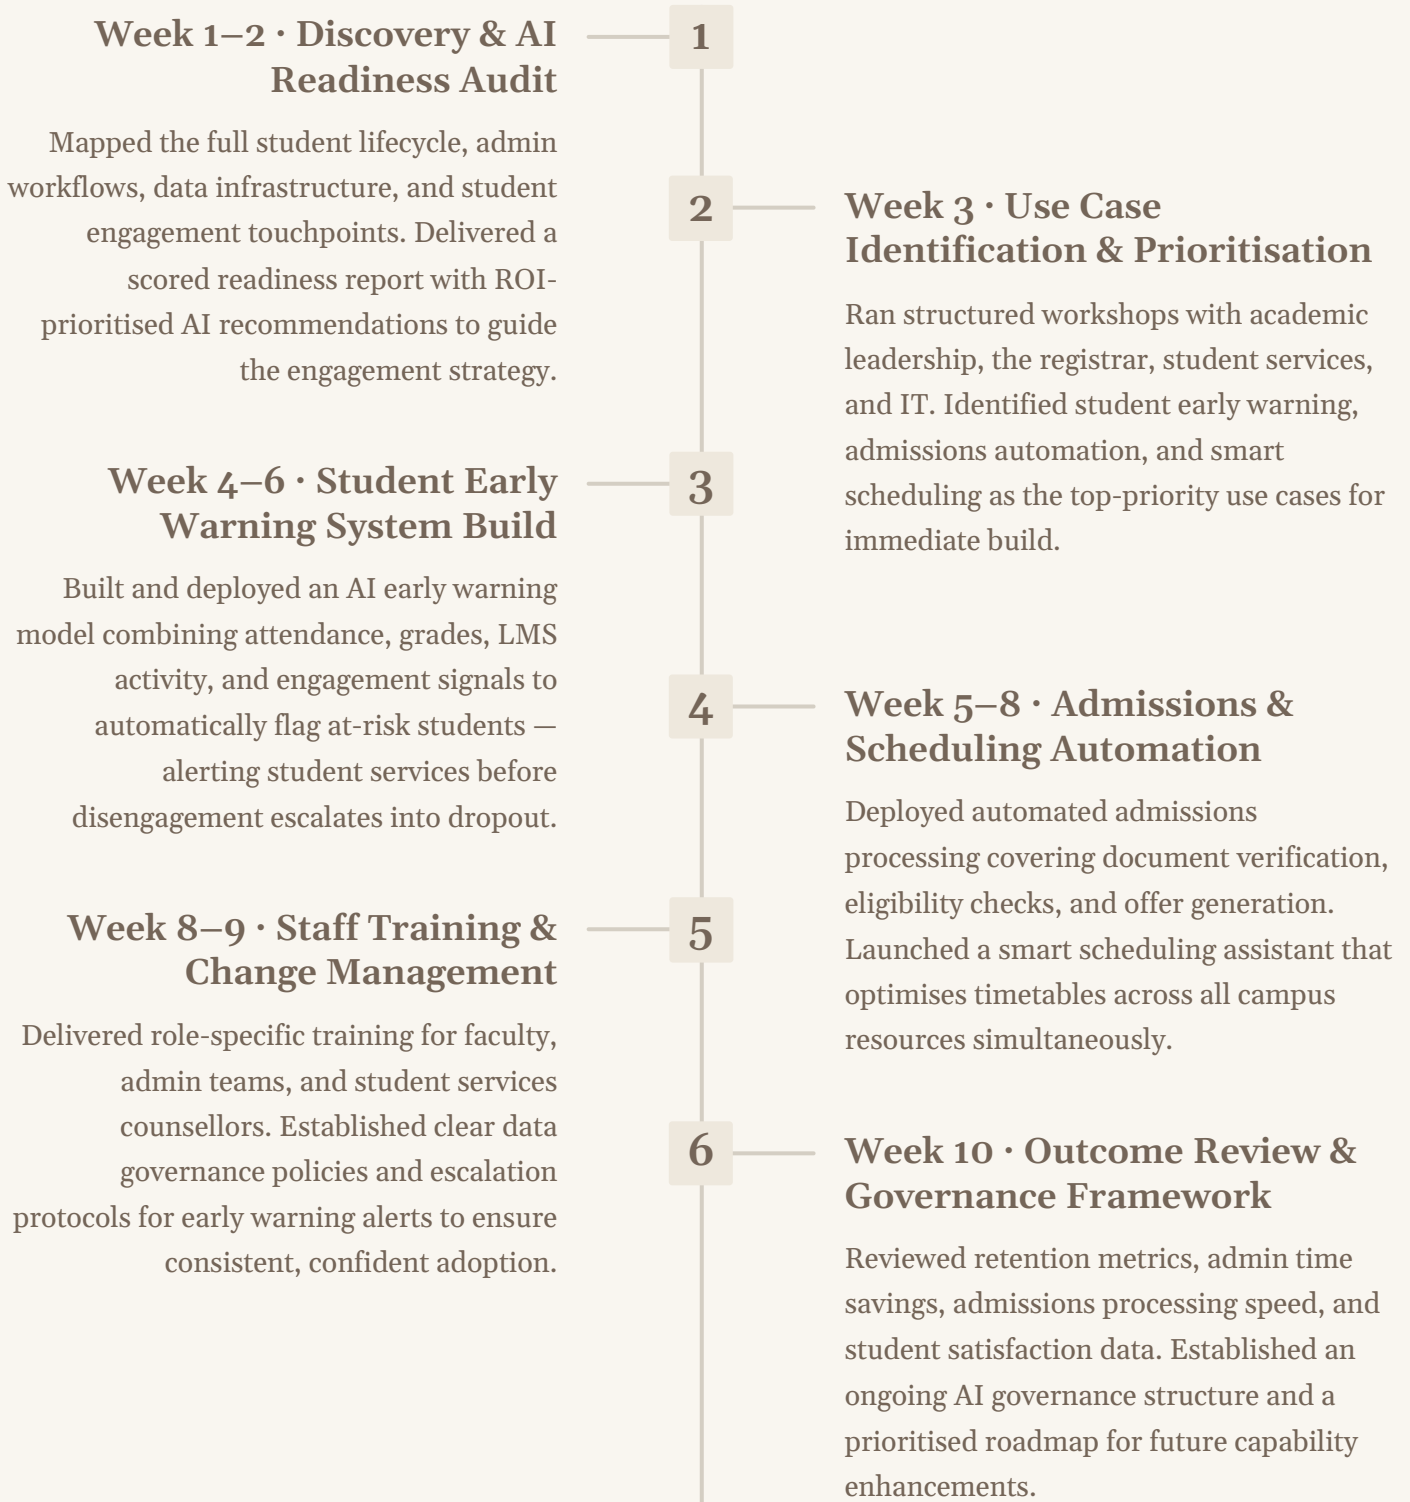 Week 1–2 · Discovery & AI
Readiness Audit
1
Mapped the full student lifecycle, admin
workflows, data infrastructure, and student
engagement touchpoints. Delivered a
scored readiness report with ROI-
prioritised AI recommendations to guide
the engagement strategy.
2
Week 3 · Use Case
Identification & Prioritisation
Ran structured workshops with academic
leadership, the registrar, student services,
and IT. Identified student early warning,
admissions automation, and smart
scheduling as the top-priority use cases for
immediate build.
Week 4–6 · Student Early
Warning System Build
3
Built and deployed an AI early warning
model combining attendance, grades, LMS
activity, and engagement signals to
automatically flag at-risk students —
alerting student services before
disengagement escalates into dropout.
4
Week 5–8 · Admissions &
Scheduling Automation
Deployed automated admissions
processing covering document verification,
eligibility checks, and offer generation.
Launched a smart scheduling assistant that
optimises timetables across all campus
resources simultaneously.
Week 8–9 · Staff Training &
Change Management
5
Delivered role-specific training for faculty,
admin teams, and student services
counsellors. Established clear data
governance policies and escalation
protocols for early warning alerts to ensure
consistent, confident adoption.
6
Week 10 · Outcome Review &
Governance Framework
Reviewed retention metrics, admin time
savings, admissions processing speed, and
student satisfaction data. Established an
ongoing AI governance structure and a
prioritised roadmap for future capability
enhancements.